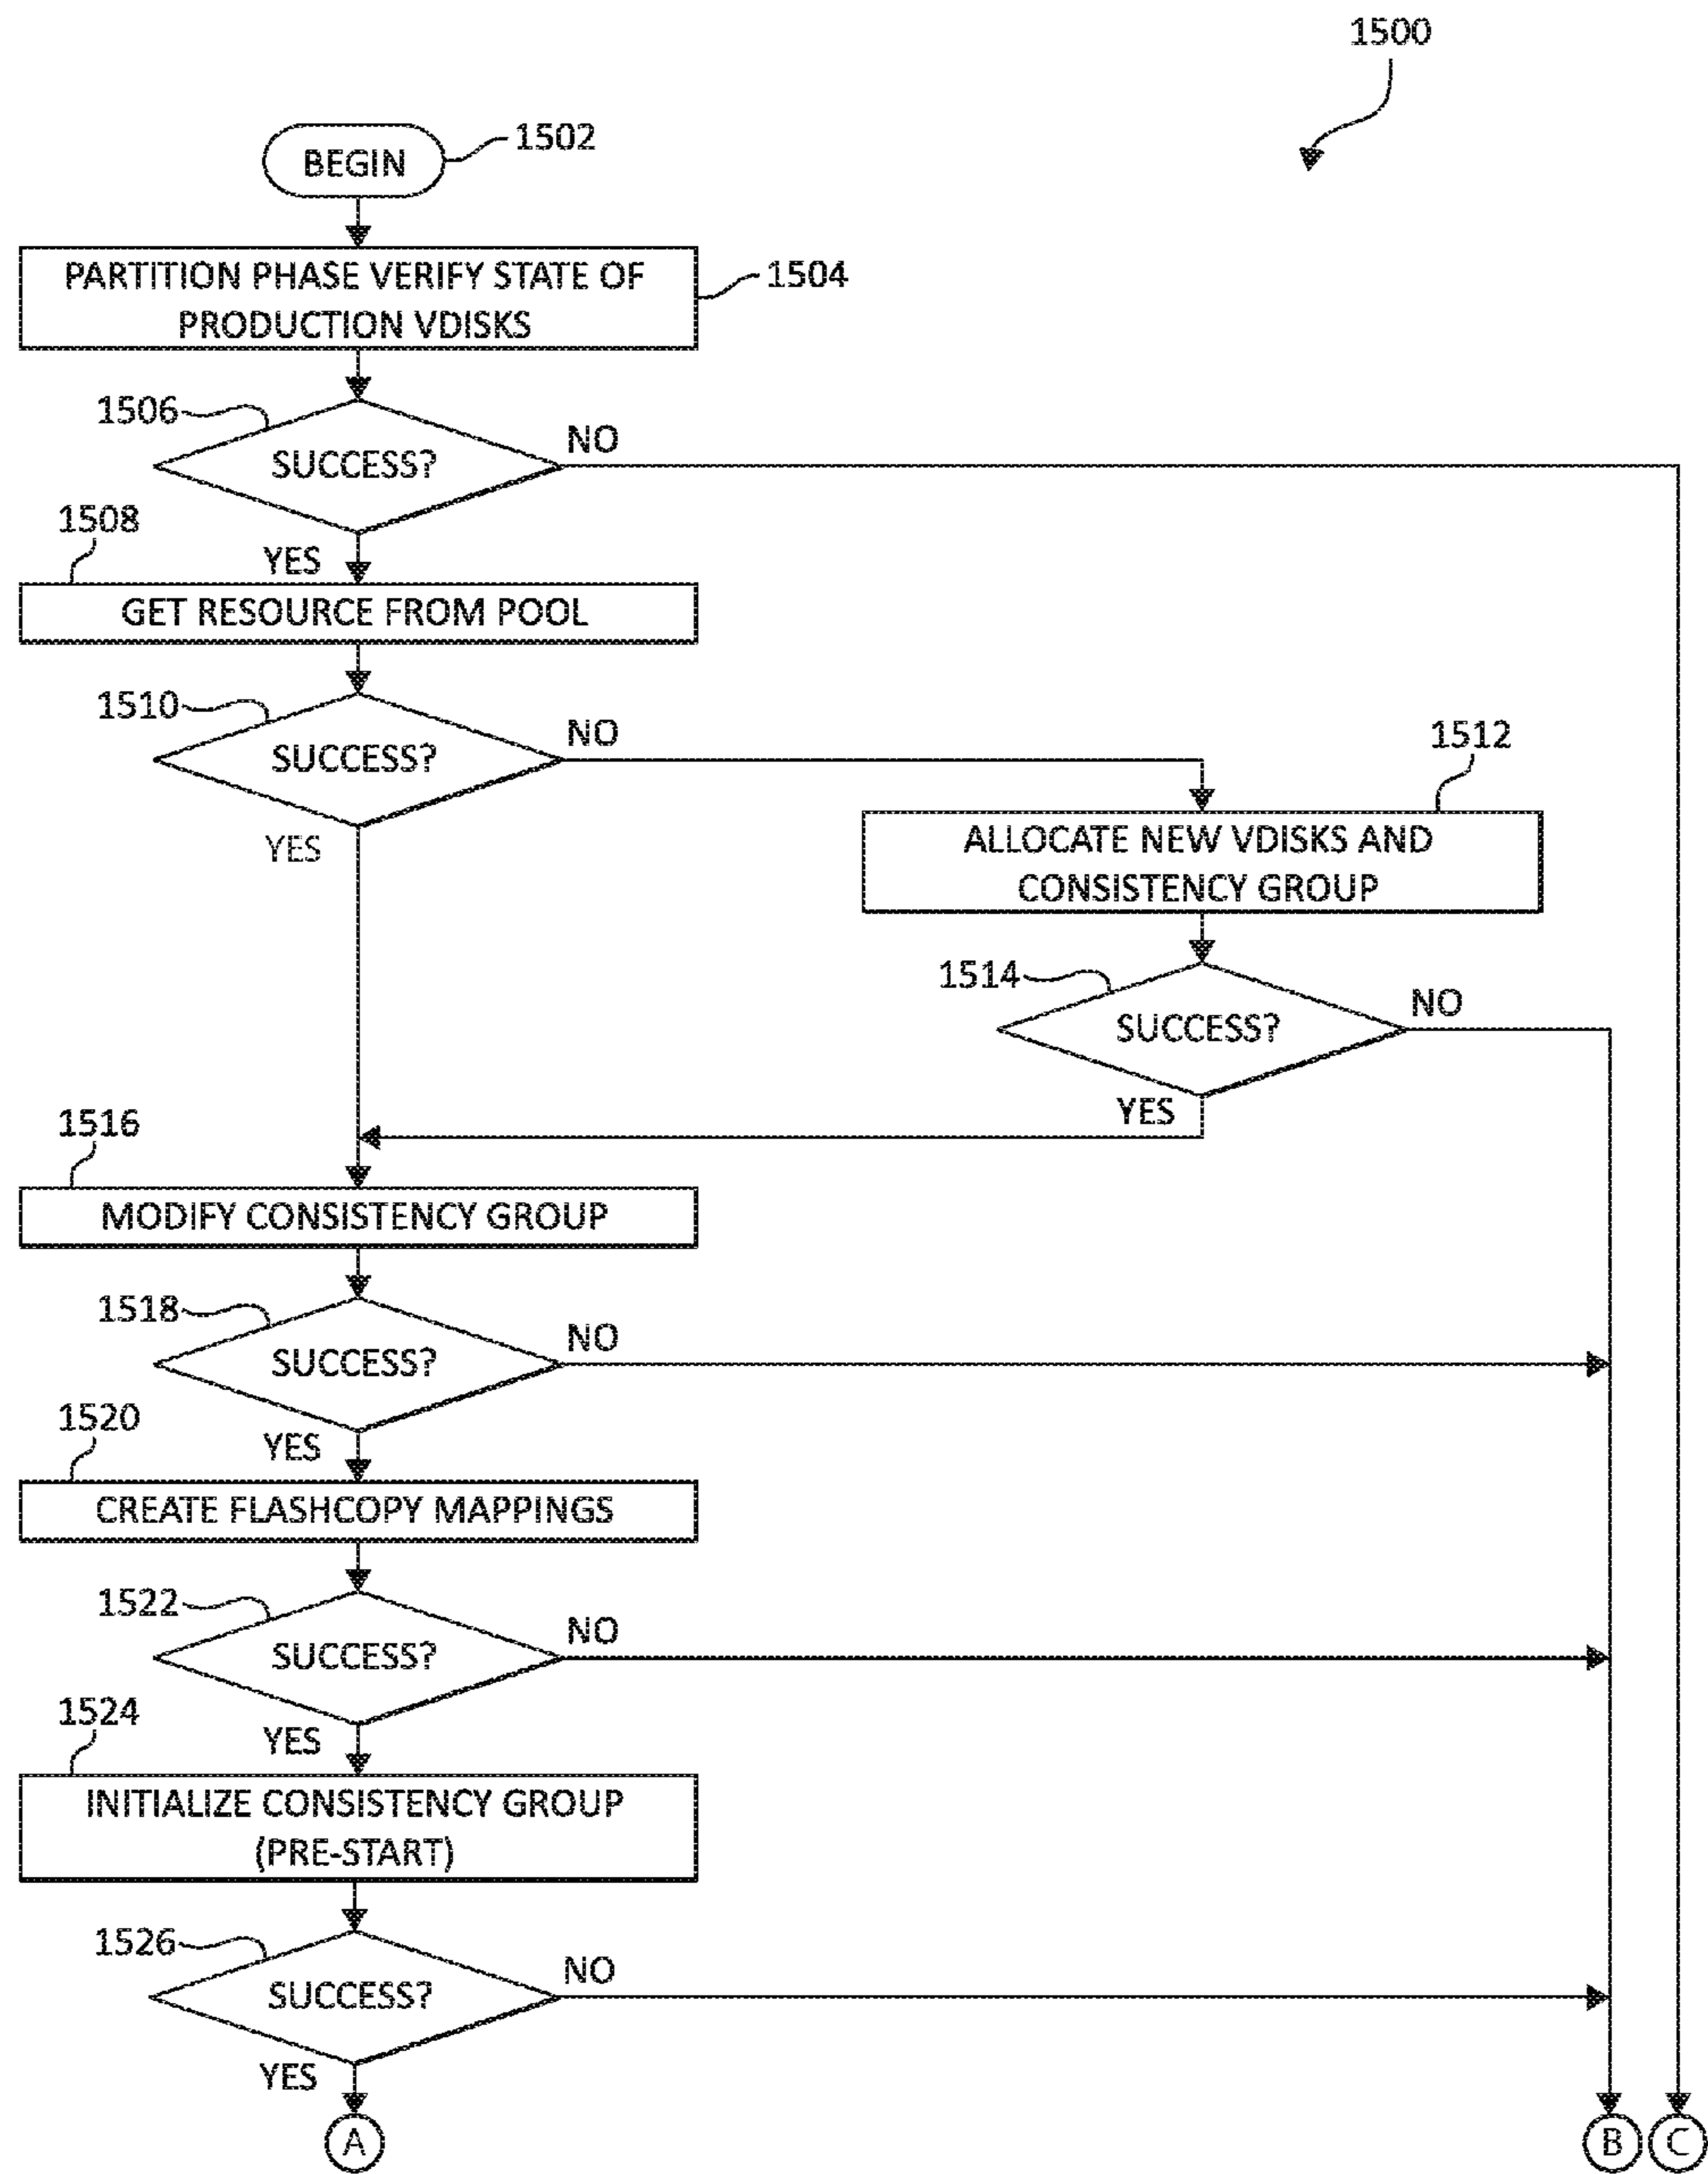 1500
BEGIN
1502
PARTITION PHASE VERIFY STATE OF
PRODUCTION VDISKS
1504
1506
SUCCESS?
NO
YES
1508
GET RESOURCE FROM POOL
1510
SUCCESS?
NO
YES
1512
ALLOCATE NEW VDISKS AND
CONSISTENCY GROUP
1514
SUCCESS?
NO
YES
1516
MODIFY CONSISTENCY GROUP
1518
SUCCESS?
NO
YES
1520
CREATE FLASHCOPY MAPPINGS
1522
SUCCESS?
NO
YES
1524
INITIALIZE CONSISTENCY GROUP
(PRE-START)
1526
SUCCESS?
NO
YES
A
B
C